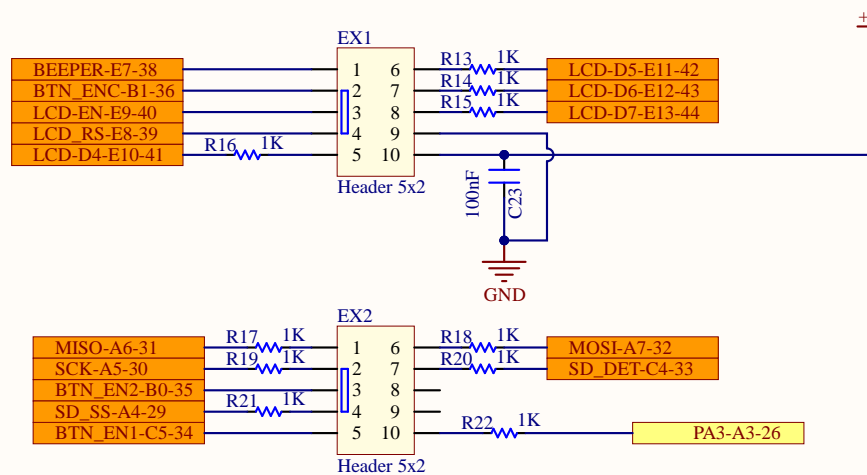 +
EX1
BEEPER-E7-38 1 6 R13 1K LCD-D5-E11-42
BTN_ENC-B1-36 2 7 R14 1K LCD-D6-E12-43
LCD-EN-E9-40 3 8 R15 1K LCD-D7-E13-44
LCD_RS-E8-39 4 9
LCD-D4-E10-41 R16 1K 5 10
Header 5x2
100nF C23
GND
EX2
MISO-A6-31 R17 1K 1 6 R18 1K MOSI-A7-32
SCK-A5-30 R19 1K 2 7 R20 1K SD_DET-C4-33
BTN_EN2-B0-35 3 8
SD_SS-A4-29 R21 1K 4 9
BTN_EN1-C5-34 5 10 R22 1K PA3-A3-26
Header 5x2